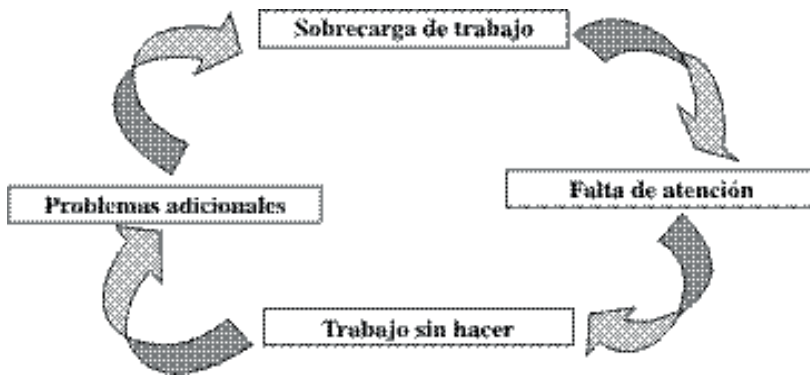 Sobrecarga de trabajo
Falta de atención
Problemas adicionales
Trabajo sin hacer